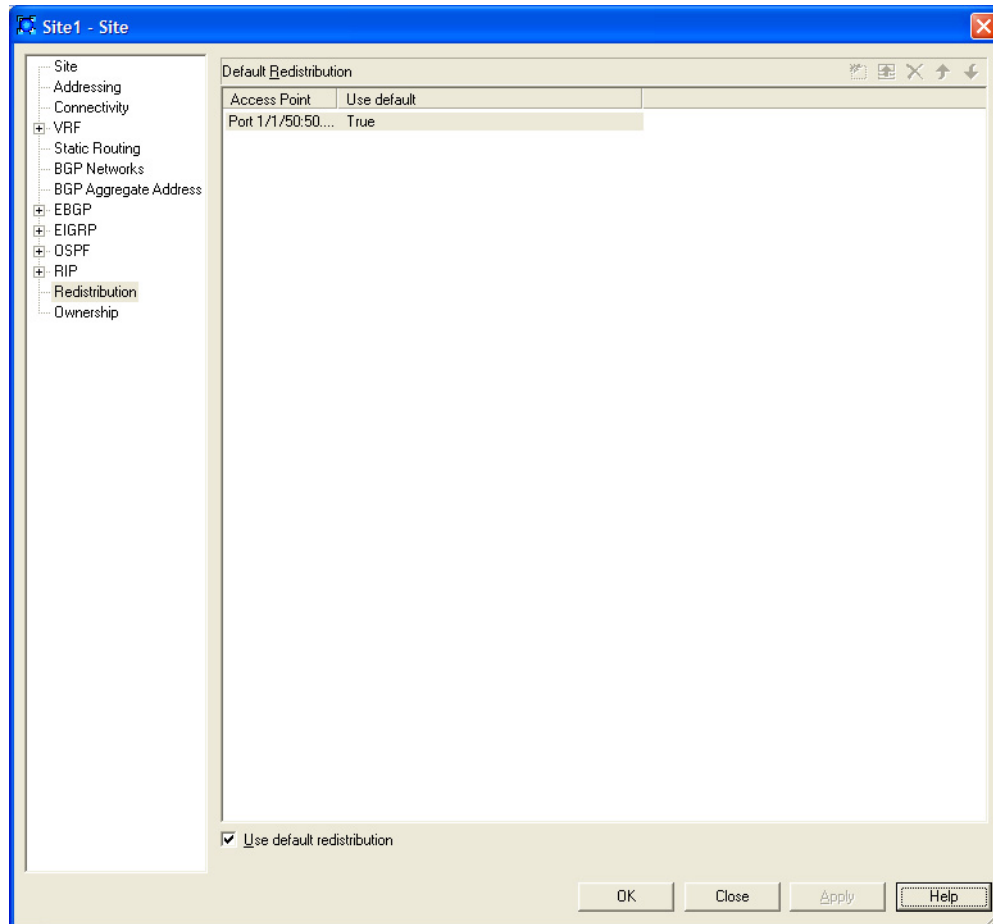 Site1 - Site
Site
Addressing
Connectivity
VRF
Static Routing
BGP Networks
BGP Aggregate Address
EBGP
EIGRP
OSPF
RIP
Redistribution
Ownership
Default Redistribution
Access Point Use default
Port 1/1/50:50.... True
Use default redistribution
OK Close Apply Help